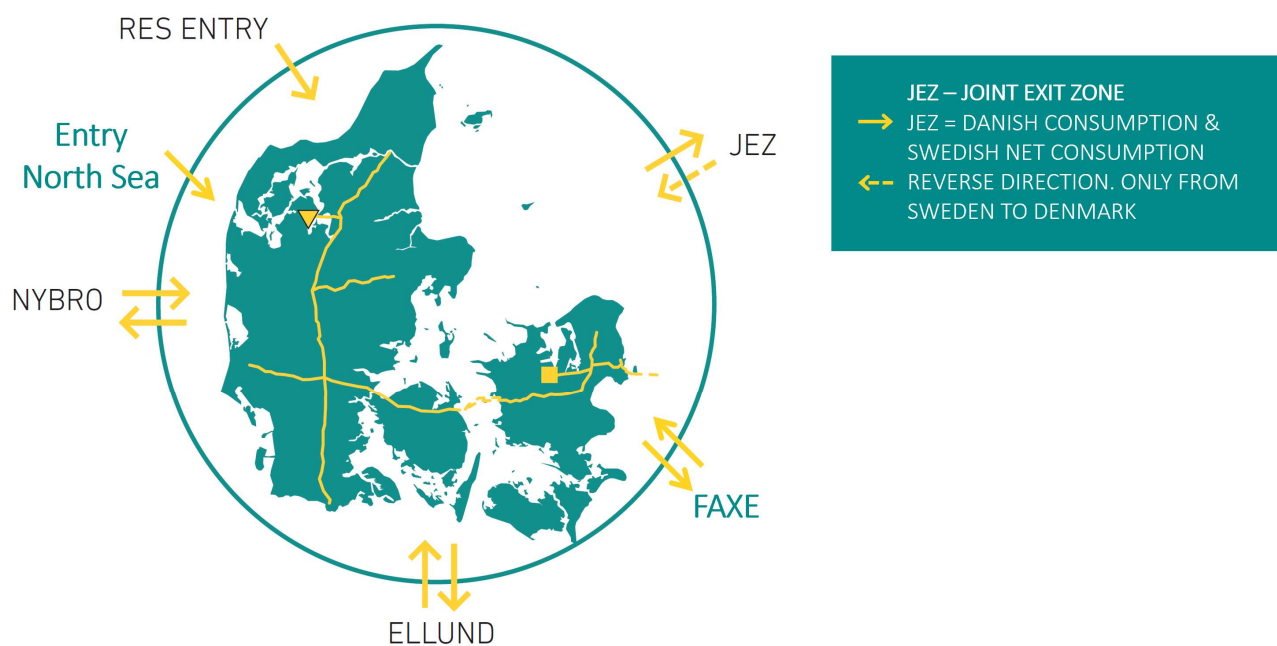 RES ENTRY
Entry
North Sea
NYBRO
JEZ
FAXE
ELLUND
JEZ – JOINT EXIT ZONE
JEZ = DANISH CONSUMPTION &
SWEDISH NET CONSUMPTION
REVERSE DIRECTION. ONLY FROM
SWEDEN TO DENMARK